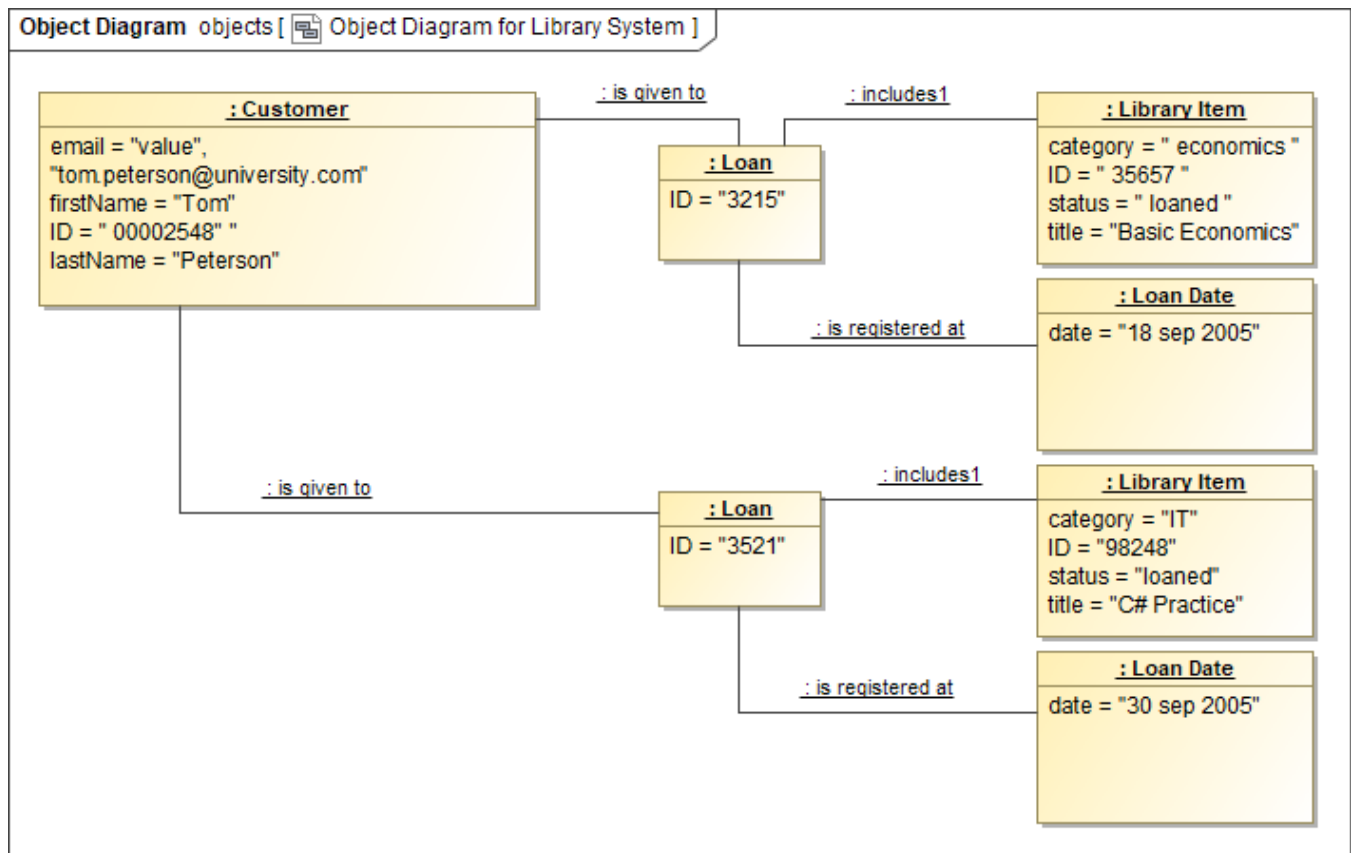 Object Diagram objects [ Object Diagram for Library System ]
: Customer
email = "value",
"tom.peterson@university.com"
firstName = "Tom"
ID = " 00002548" "
lastName = "Peterson"
: is given to
: includes1
: Loan
ID = "3215"
: Library Item
category = " economics "
ID = " 35657 "
status = " loaned "
title = "Basic Economics"
: is registered at
: Loan Date
date = "18 sep 2005"
: is given to
: includes1
: Loan
ID = "3521"
: Library Item
category = "IT"
ID = "98248"
status = "loaned"
title = "C# Practice"
: is registered at
: Loan Date
date = "30 sep 2005"